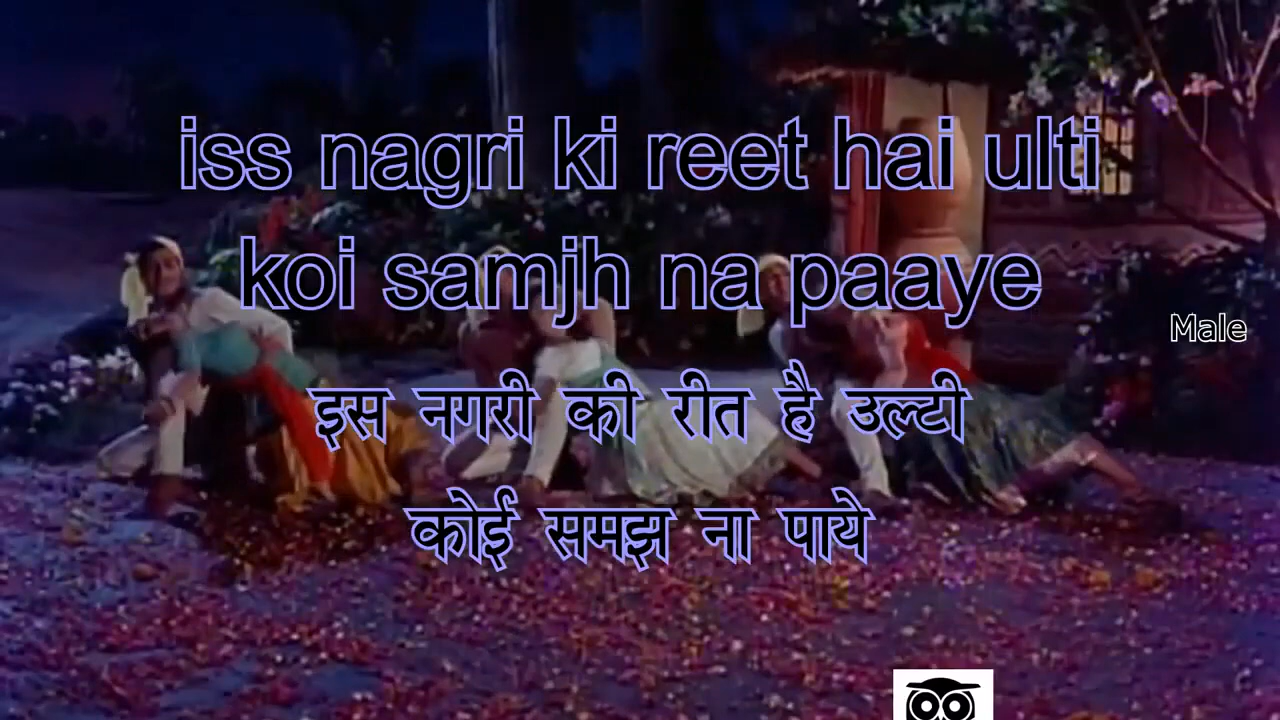 iss nagri ki reet hai ulti
koi samjh na paaye
Male
इस नगरी की रीत है उल्टी
कोई समझ ना पाये